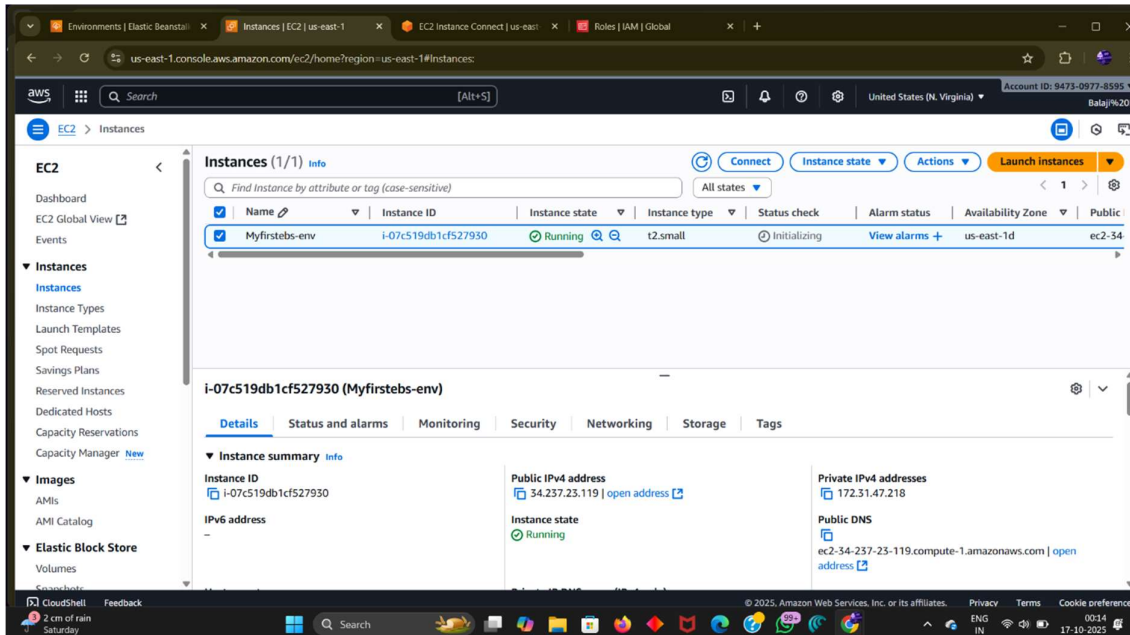 Environments | Elastic Beanstalk
Instances | EC2 | us-east-1
EC2 Instance Connect | us-east-
Roles | IAM | Global
us-east-1.console.aws.amazon.com/ec2/home?region=us-east-1#Instances:
aws
Search
[Alt+S]
United States (N. Virginia)
Account ID: 9473-0977-8595
Balaji%20
EC2 > Instances
EC2
Dashboard
EC2 Global View
Events
Instances
Instances
Instance Types
Launch Templates
Spot Requests
Savings Plans
Reserved Instances
Dedicated Hosts
Capacity Reservations
Capacity Manager New
Images
AMIs
AMI Catalog
Elastic Block Store
Volumes
Snapshots
Instances (1/1) Info
Connect
Instance state
Actions
Launch instances
Find Instance by attribute or tag (case-sensitive)
All states
1
Name Instance ID Instance state Instance type Status check Alarm status Availability Zone Public
Myfirstebs-env i-07c519db1cf527930 Running t2.small Initializing View alarms + us-east-1d ec2-34
i-07c519db1cf527930 (Myfirstebs-env)
Details Status and alarms Monitoring Security Networking Storage Tags
Instance summary Info
Instance ID
i-07c519db1cf527930
Public IPv4 address
34.237.23.119 | open address
Private IPv4 addresses
172.31.47.218
IPv6 address
–
Instance state
Running
Public DNS
ec2-34-237-23-119.compute-1.amazonaws.com | open
address
CloudShell Feedback
© 2025, Amazon Web Services, Inc. or its affiliates. Privacy Terms Cookie preference
3
2 cm of rain
Saturday
Search
99+
ENG
IN
00:14
17-10-2025